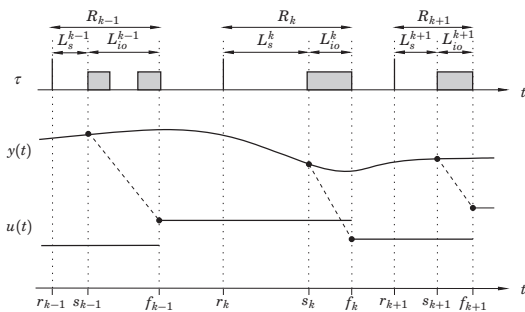 R_{k−1} R_k R_{k+1}
L_s^{k−1} L_{io}^{k−1} L_s^k L_{io}^k L_s^{k+1} L_{io}^{k+1}
τ t
y(t)
u(t)
t
r_{k−1} s_{k−1} f_{k−1} r_k s_k f_k r_{k+1} s_{k+1} f_{k+1}